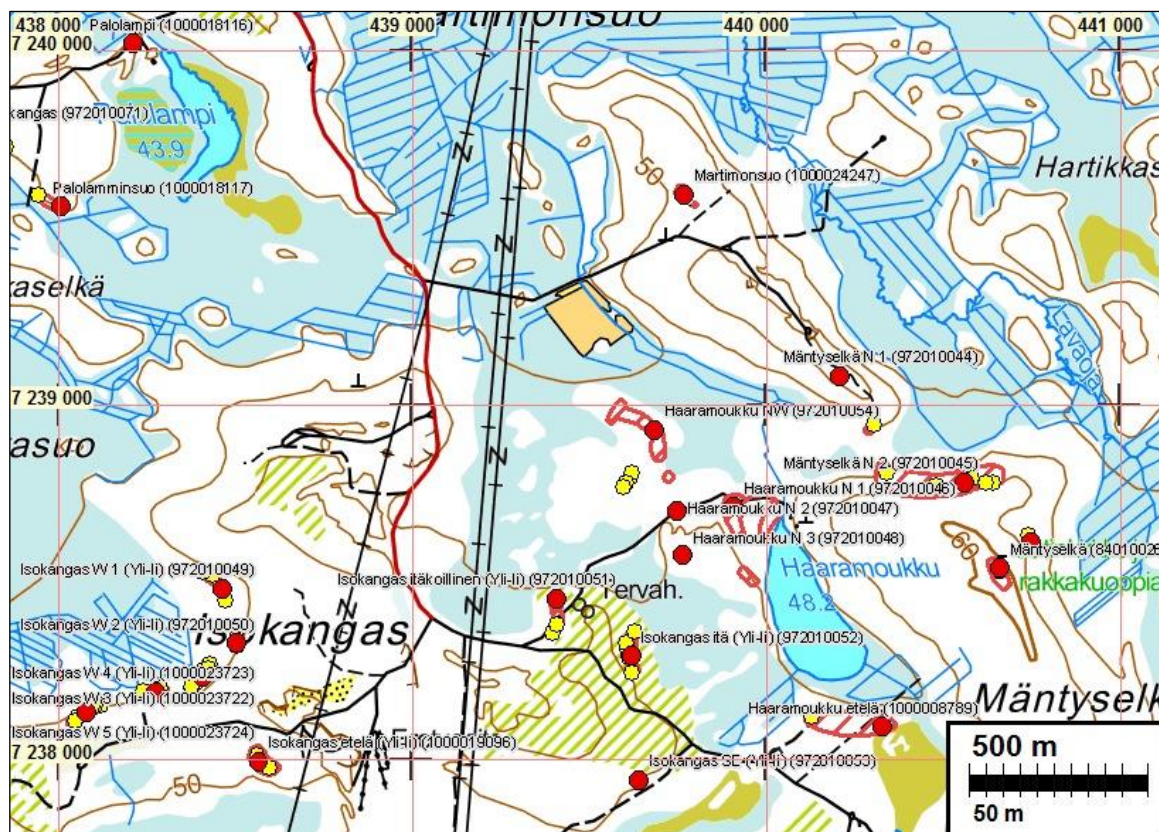 438 000
439 000
440 000
441 000
Martimonsuo
Palolampi (1000018116)
7 240 000
kangas (972010071)
Palolampi
43.9
Palolamminsuo (1000018117)
50
Martimonsuo (1000024247)
Hartikkas
kaselkä
Lavaoja
Mäntyselkä N 1 (972010044)
7 239 000
Haaramoukku NW (972010054)
asuo
Mäntyselkä N 2 (972010045)
Haaramoukku N 1 (972010046)
Haaramoukku N 2 (972010047)
Haaramoukku N 3 (972010048)
60
Mäntyselkä (84010026
Isokangas W 1 (Yli-Ii) (972010049)
Isokangas itäkoillinen (Yli-Ii) (972010051)
Haaramoukku
48.2
rakkakuoppia
Tervah.
Isokangas W 2 (Yli-Ii) (972010050)
Isokangas
Isokangas itä (Yli-Ii) (972010052)
Isokangas W 4 (Yli-Ii) (1000023723)
Isokangas W 3 (Yli-Ii) (1000023722)
Mäntyselk
Haaramoukku etelä (1000008789)
Isokangas W 5 (Yli-Ii) (1000023724)
Isokangas etelä (Yli-Ii) (1000019096)
7 238 000
Isokangas SE (Yli-Ii) (972010053)
50
500 m
50 m